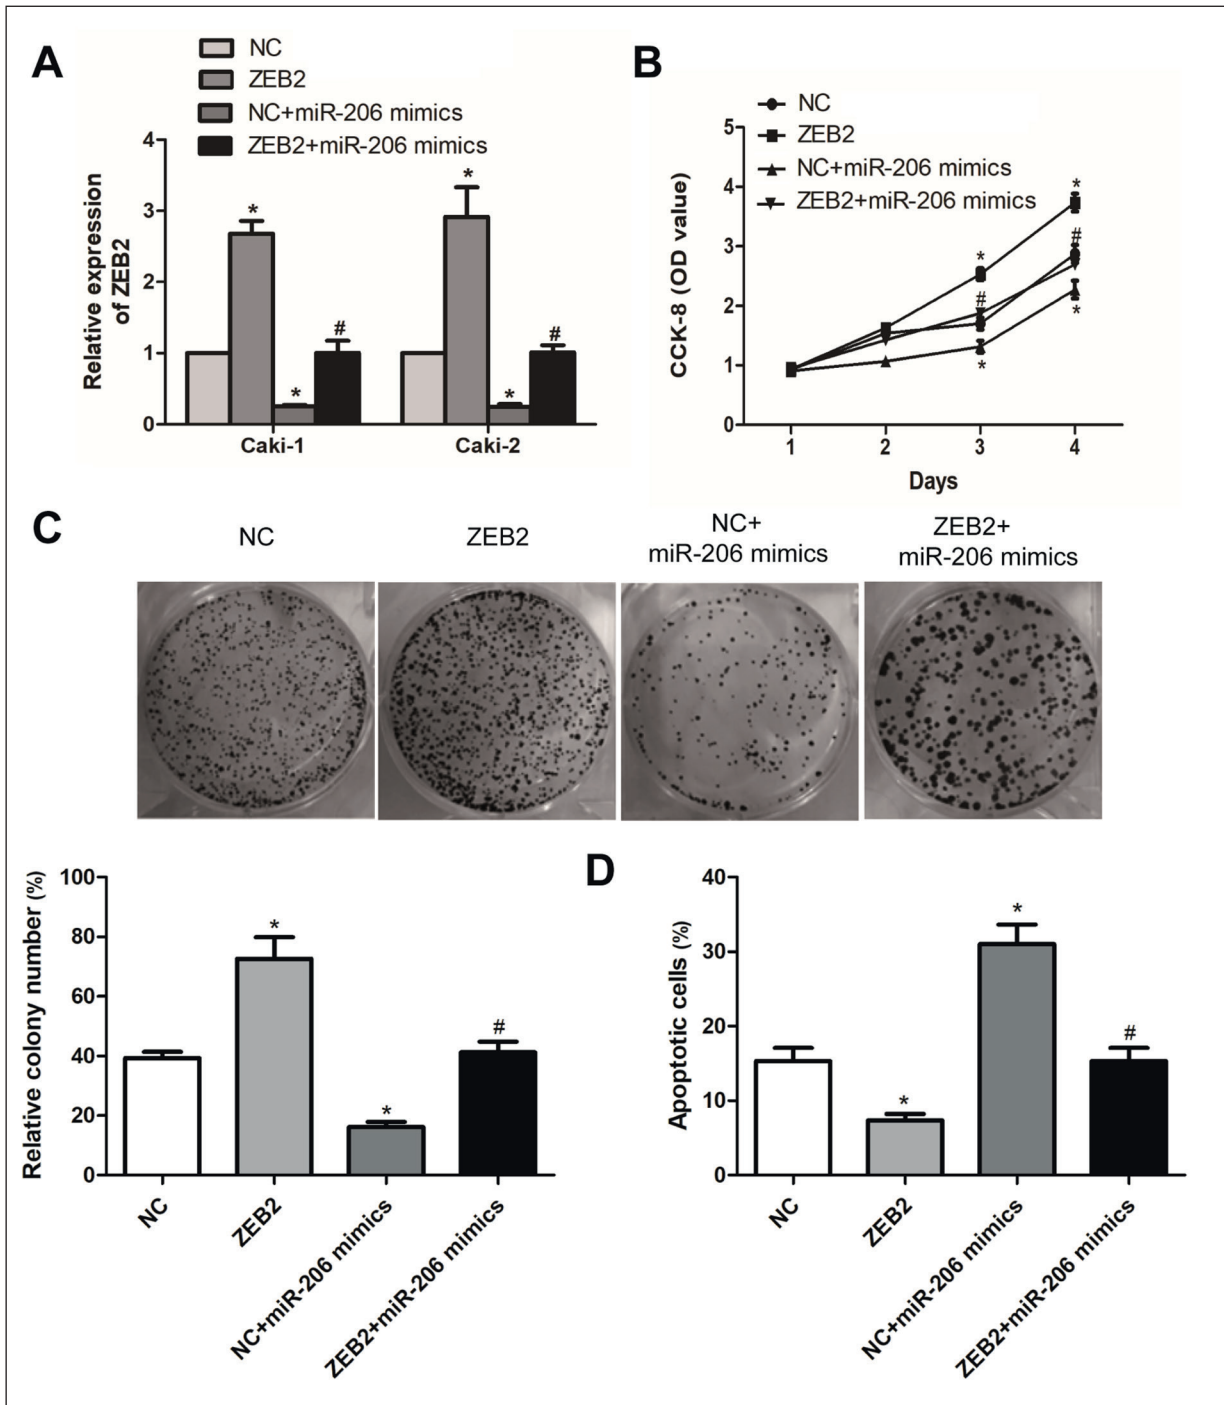 A
NC
ZEB2
NC+miR-206 mimics
ZEB2+miR-206 mimics
Relative expression
of ZEB2
4
3
2
1
0
*
*
#
*
*
#
Caki-1
Caki-2
B
NC
ZEB2
NC+miR-206 mimics
ZEB2+miR-206 mimics
CCK-8 (OD value)
5
4
3
2
1
0
*
#
*
*
#
*
1
2
3
4
Days
C
NC
ZEB2
NC+
miR-206 mimics
ZEB2+
miR-206 mimics
Relative colony number (%)
100
80
60
40
20
0
*
*
#
NC
ZEB2
NC+miR-206 mimics
ZEB2+miR-206 mimics
D
Apoptotic cells (%)
40
30
20
10
0
*
*
#
NC
ZEB2
NC+miR-206 mimics
ZEB2+miR-206 mimics